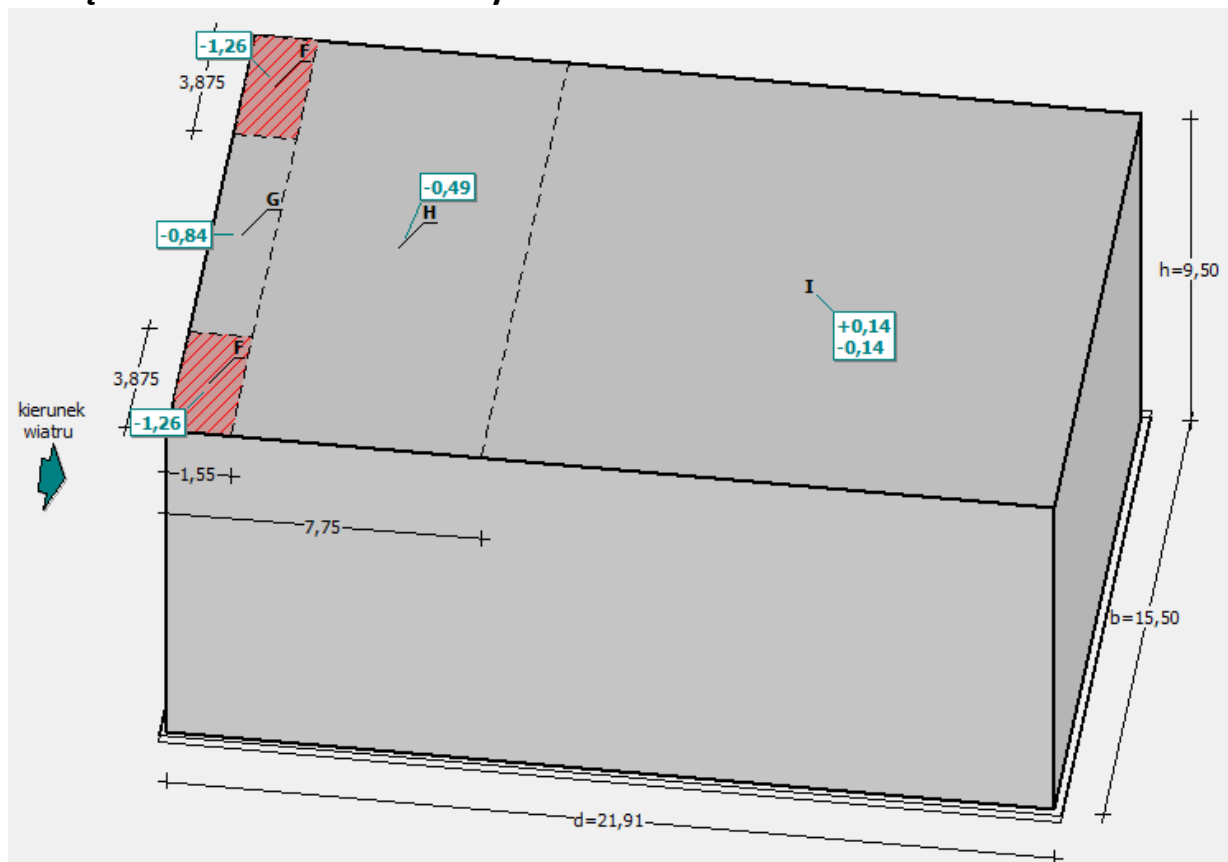 -1,26
F
3,875
G
-0,84
-0,49
H
I
+0,14
-0,14
h=9,50
F
3,875
-1,26
kierunek
wiatru
1,55
7,75
b=15,50
d=21,91